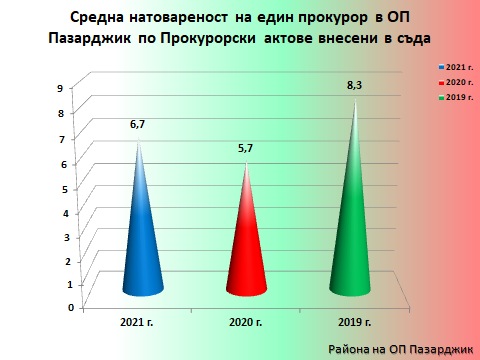 Средна натовареност на един прокурор в ОП
Пазарджик по Прокурорски актове внесени в съда
2021 г.
2020 г.
2019 г.
9
8
7
6
5
4
3
2
1
0
6,7
5,7
8,3
2021 г.
2020 г.
2019 г.
Района на ОП Пазарджик